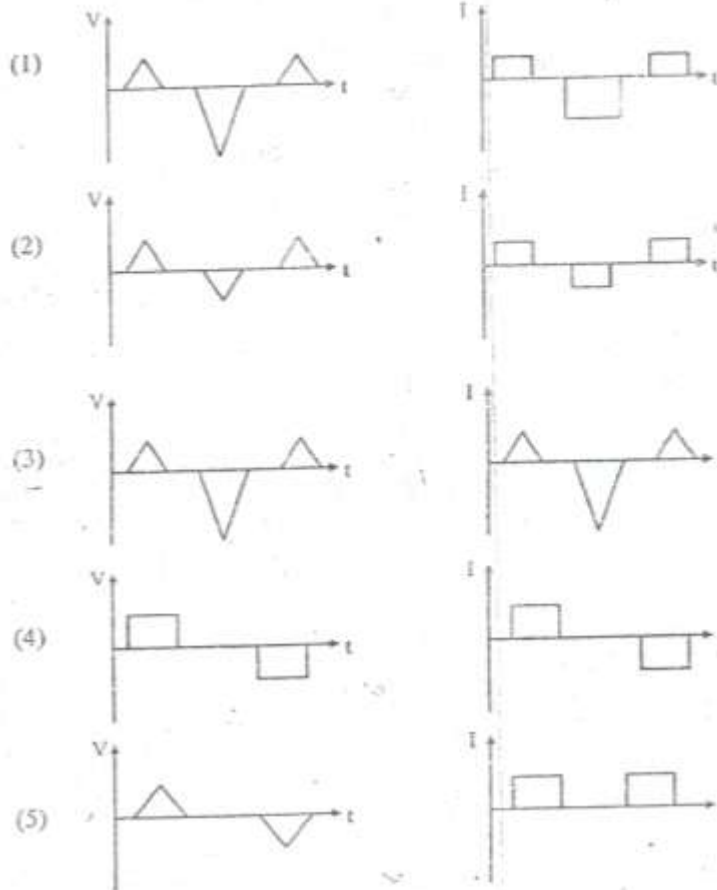 V I
(1) t t
V I
(2) t t
V I
(3) t
V I
(4) t
V I
(5) t